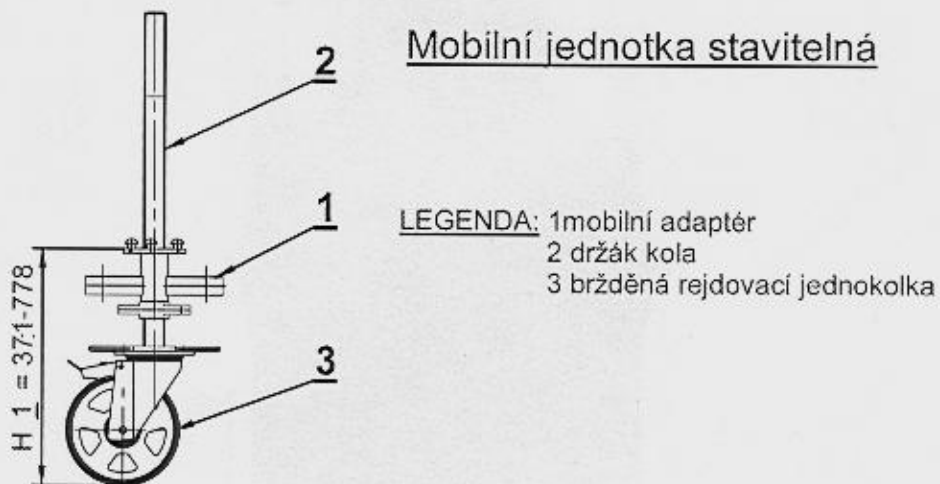 Mobilní jednotka stavitelná
2
1
LEGENDA: 1mobilní adaptér
2 držák kola
3 bržděná rejdovací jednokolka
3
H 1 = 371-778